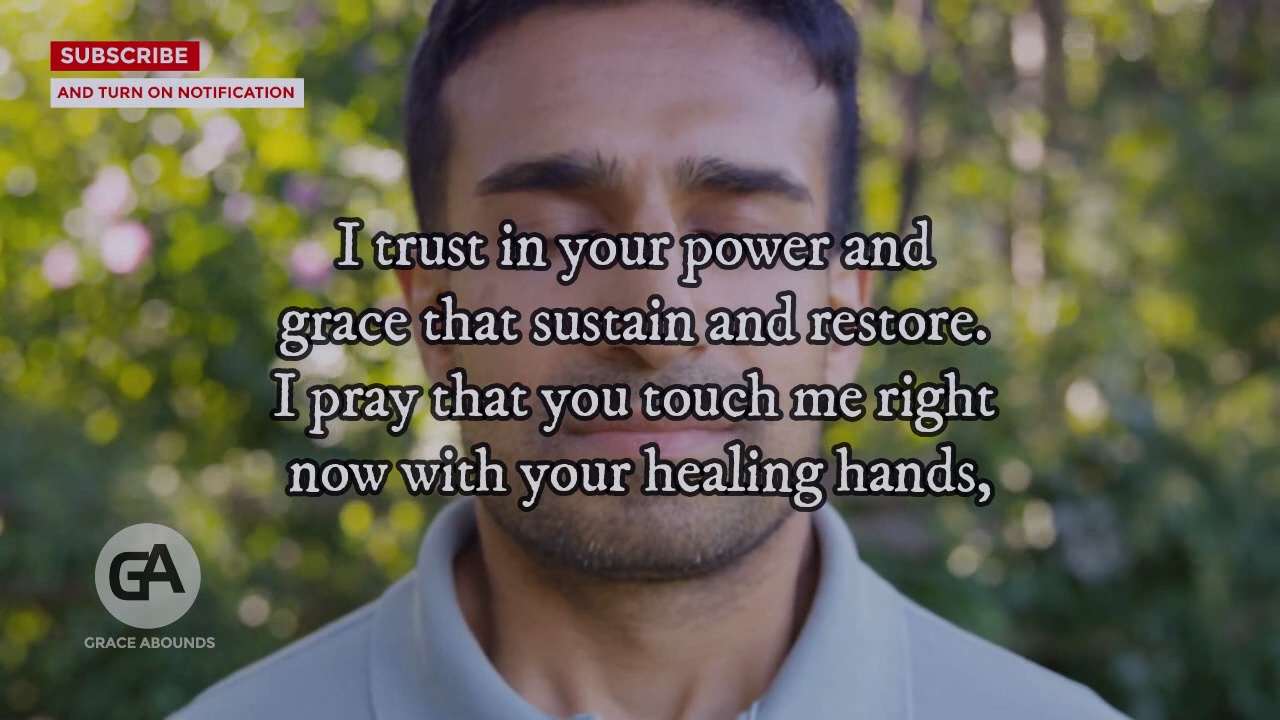 SUBSCRIBE
AND TURN ON NOTIFICATION
I trust in your power and
grace that sustain and restore.
I pray that you touch me right
now with your healing hands,
GA
GRACE ABOUNDS